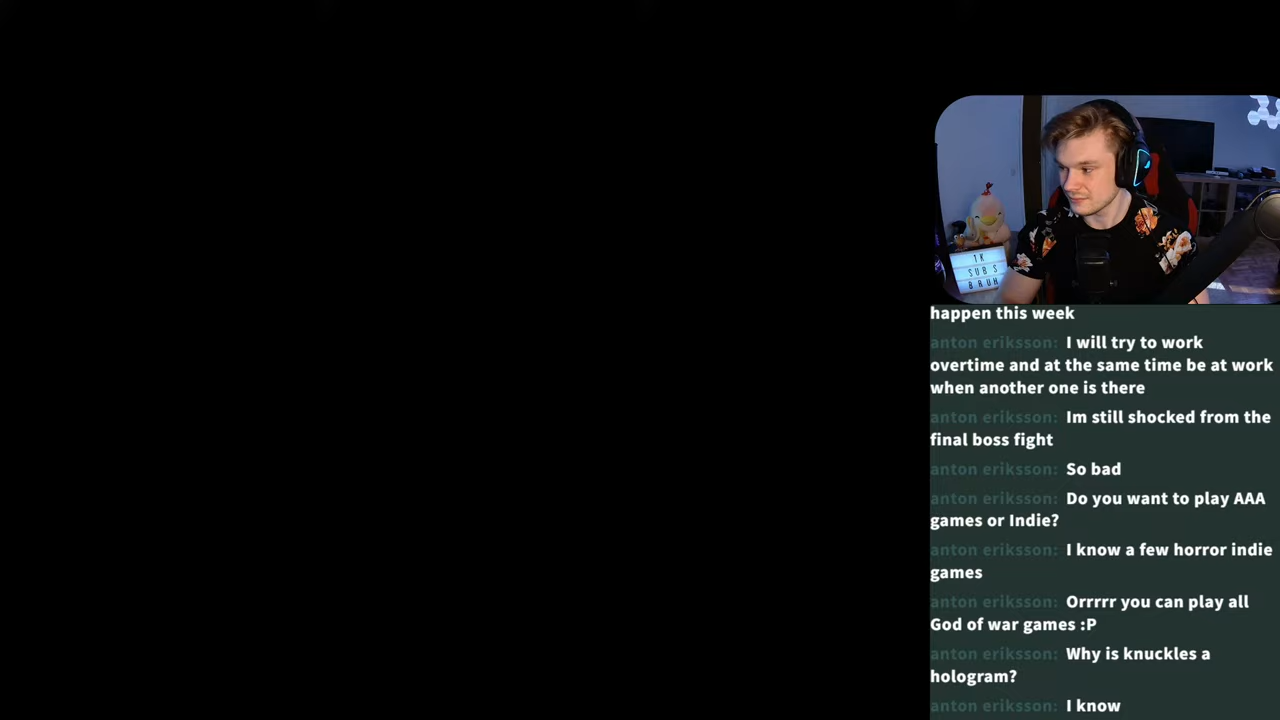 1K
SUBS
BRUH
happen this week
anton eriksson: I will try to work
overtime and at the same time be at work
when another one is there
anton eriksson: Im still shocked from the
final boss fight
anton eriksson: So bad
anton eriksson: Do you want to play AAA
games or Indie?
anton eriksson: I know a few horror indie
games
anton eriksson: Orrrrr you can play all
God of war games :P
anton eriksson: Why is knuckles a
hologram?
anton eriksson: I know